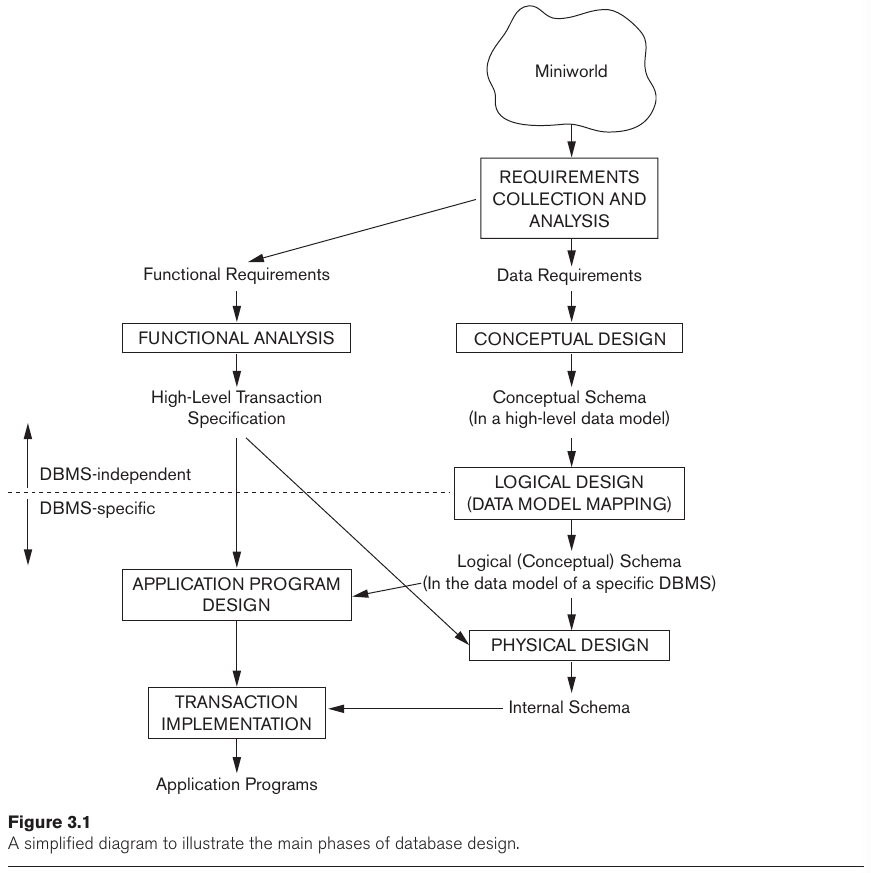 Miniworld
REQUIREMENTS
COLLECTION AND
ANALYSIS
Functional Requirements
Data Requirements
FUNCTIONAL ANALYSIS
CONCEPTUAL DESIGN
High-Level Transaction
Specification
Conceptual Schema
(In a high-level data model)
DBMS-independent
DBMS-specific
LOGICAL DESIGN
(DATA MODEL MAPPING)
Logical (Conceptual) Schema
(In the data model of a specific DBMS)
APPLICATION PROGRAM
DESIGN
PHYSICAL DESIGN
TRANSACTION
IMPLEMENTATION
Internal Schema
Application Programs
Figure 3.1
A simplified diagram to illustrate the main phases of database design.